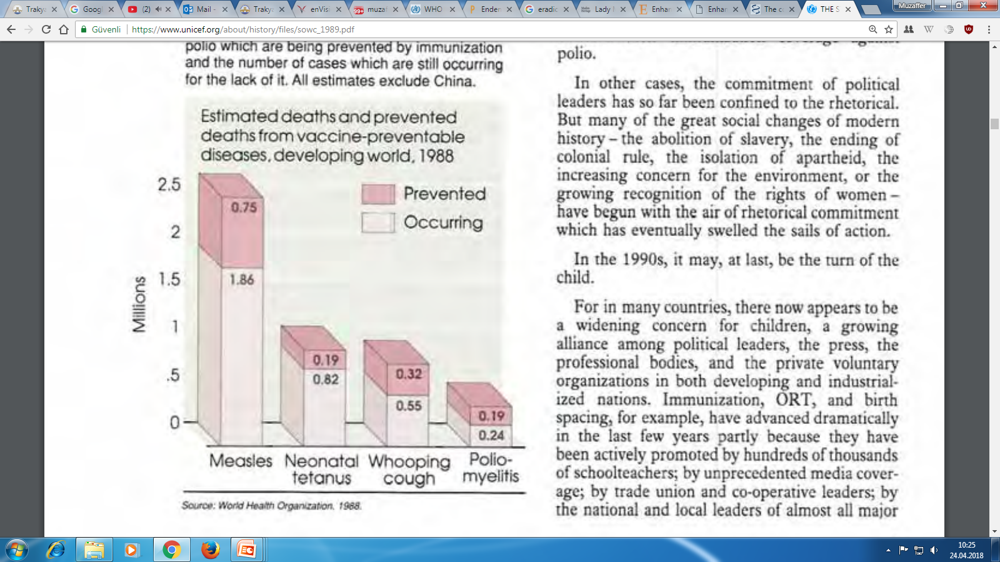 Trakya
Googl
(2)
Mail -
Trakya
enVisi
99+ muzaf
WHO
Enden
eradic
Lady
Enhan
Enhan
The c
THE S
Muzaffer
Güvenli
https://www.unicef.org/about/history/files/sowc_1989.pdf
polio which are being prevented by immunization
and the number of cases which are still occurring
for the lack of it. All estimates exclude China.
Estimated deaths and prevented
deaths from vaccine-preventable
diseases, developing world, 1988
Prevented
Occurring
Millions
2.5
2
1.5
1
.5
0
0.75
1.86
0.19
0.82
0.32
0.55
0.19
0.24
Measles
Neonatal
tetanus
Whooping
cough
Polio-
myelitis
Source: World Health Organization, 1988.
polio.
In other cases, the commitment of political
leaders has so far been confined to the rhetorical.
But many of the great social changes of modern
history – the abolition of slavery, the ending of
colonial rule, the isolation of apartheid, the
increasing concern for the environment, or the
growing recognition of the rights of women –
have begun with the air of rhetorical commitment
which has eventually swelled the sails of action.
In the 1990s, it may, at last, be the turn of the
child.
For in many countries, there now appears to be
a widening concern for children, a growing
alliance among political leaders, the press, the
professional bodies, and the private voluntary
organizations in both developing and industrial-
ized nations. Immunization, ORT, and birth
spacing, for example, have advanced dramatically
in the last few years partly because they have
been actively promoted by hundreds of thousands
of schoolteachers; by unprecedented media cover-
age; by trade union and co-operative leaders; by
the national and local leaders of almost all major
10:25
24.04.2018